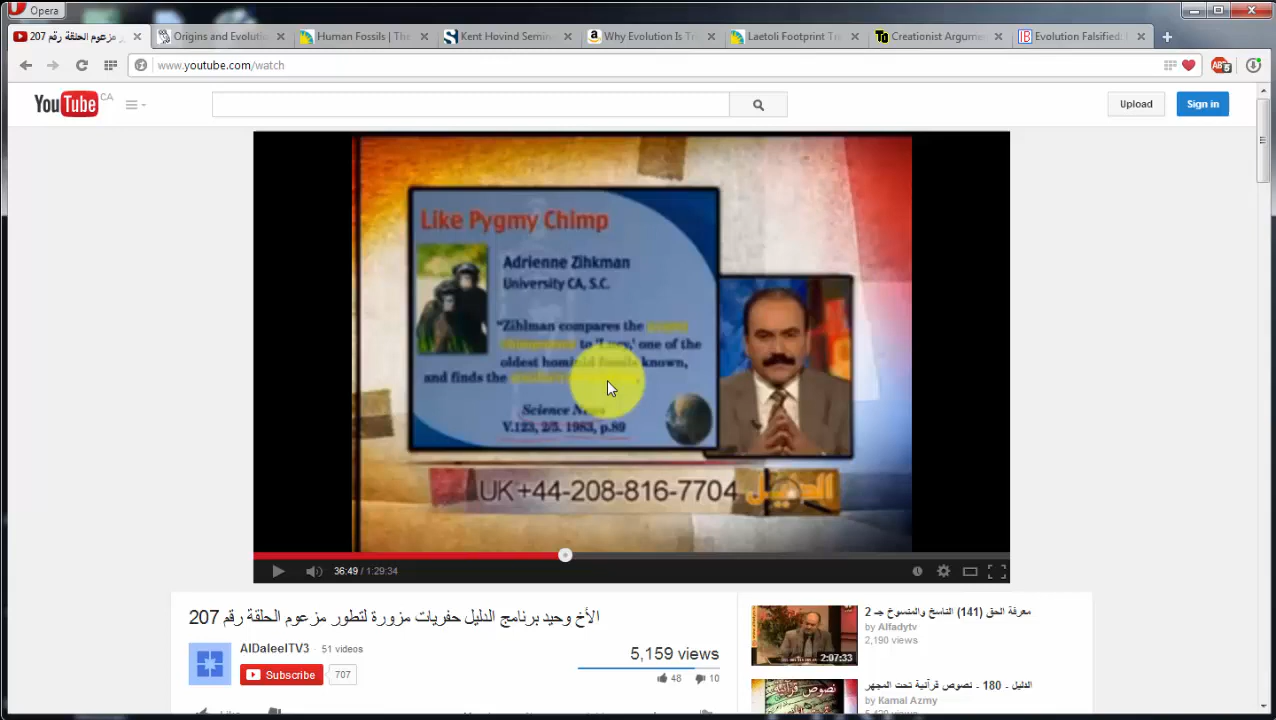 Opera
207 مزعوم الحلقة رقم
Origins and Evolutio
Human Fossils | The
Kent Hovind Semin
Why Evolution Is Tr
Laetoli Footprint Tr
Creationist Argume
Evolution Falsified:
www.youtube.com/watch
YouTube CA
Upload
Sign in
Like Pygmy Chimp
Adrienne Zihkman
University CA, S.C.
"Zihlman compares the
to 'Lucy,' one of the
oldest hominid fossils known,
and finds the
Science News
V.123, 2/5. 1983, p.89
UK+44-208-816-7704
الدليل
36:49 / 1:29:34
الأخ وحيد برنامج الدليل حفريات مزورة لتطور مزعوم الحلقة رقم 207
AlDaleelTV3 51 videos
Subscribe 707
5,159 views
48 10
معرفة الحق (141) الناسخ والمنسوخ جـ 2
by Alfadytv
2,190 views
2:07:33
الدليل - 180 - نصوص قرآنية تحت المجهر
by Kamal Azmy
نصوص قرآنية